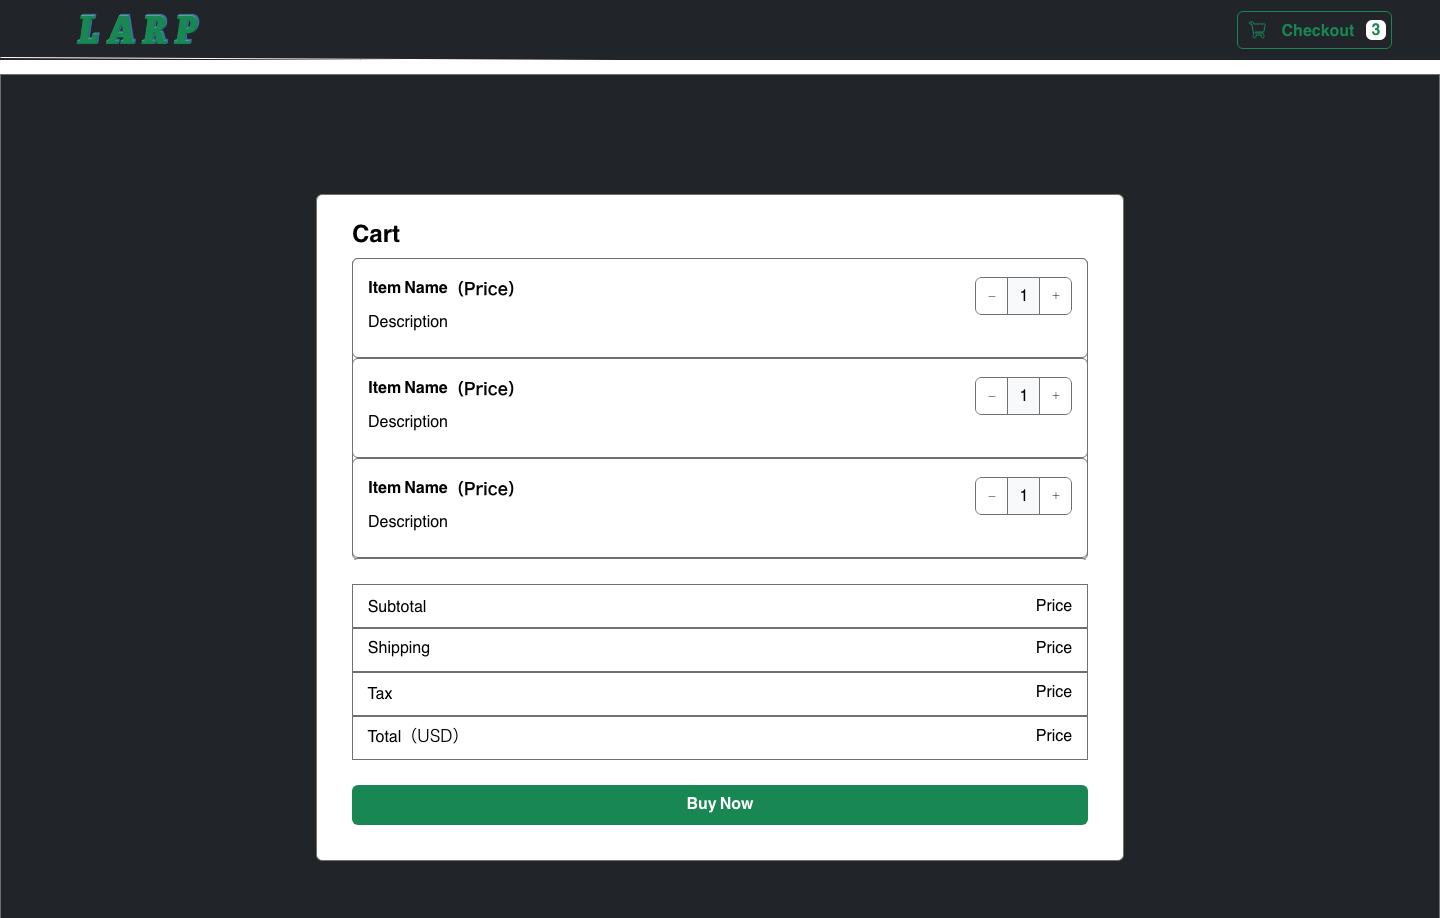 LARP
Checkout 3
Cart
Item Name (Price)
− 1 +
Description
Item Name (Price)
− 1 +
Description
Item Name (Price)
− 1 +
Description
Subtotal Price
Shipping Price
Tax Price
Total（USD） Price
Buy Now